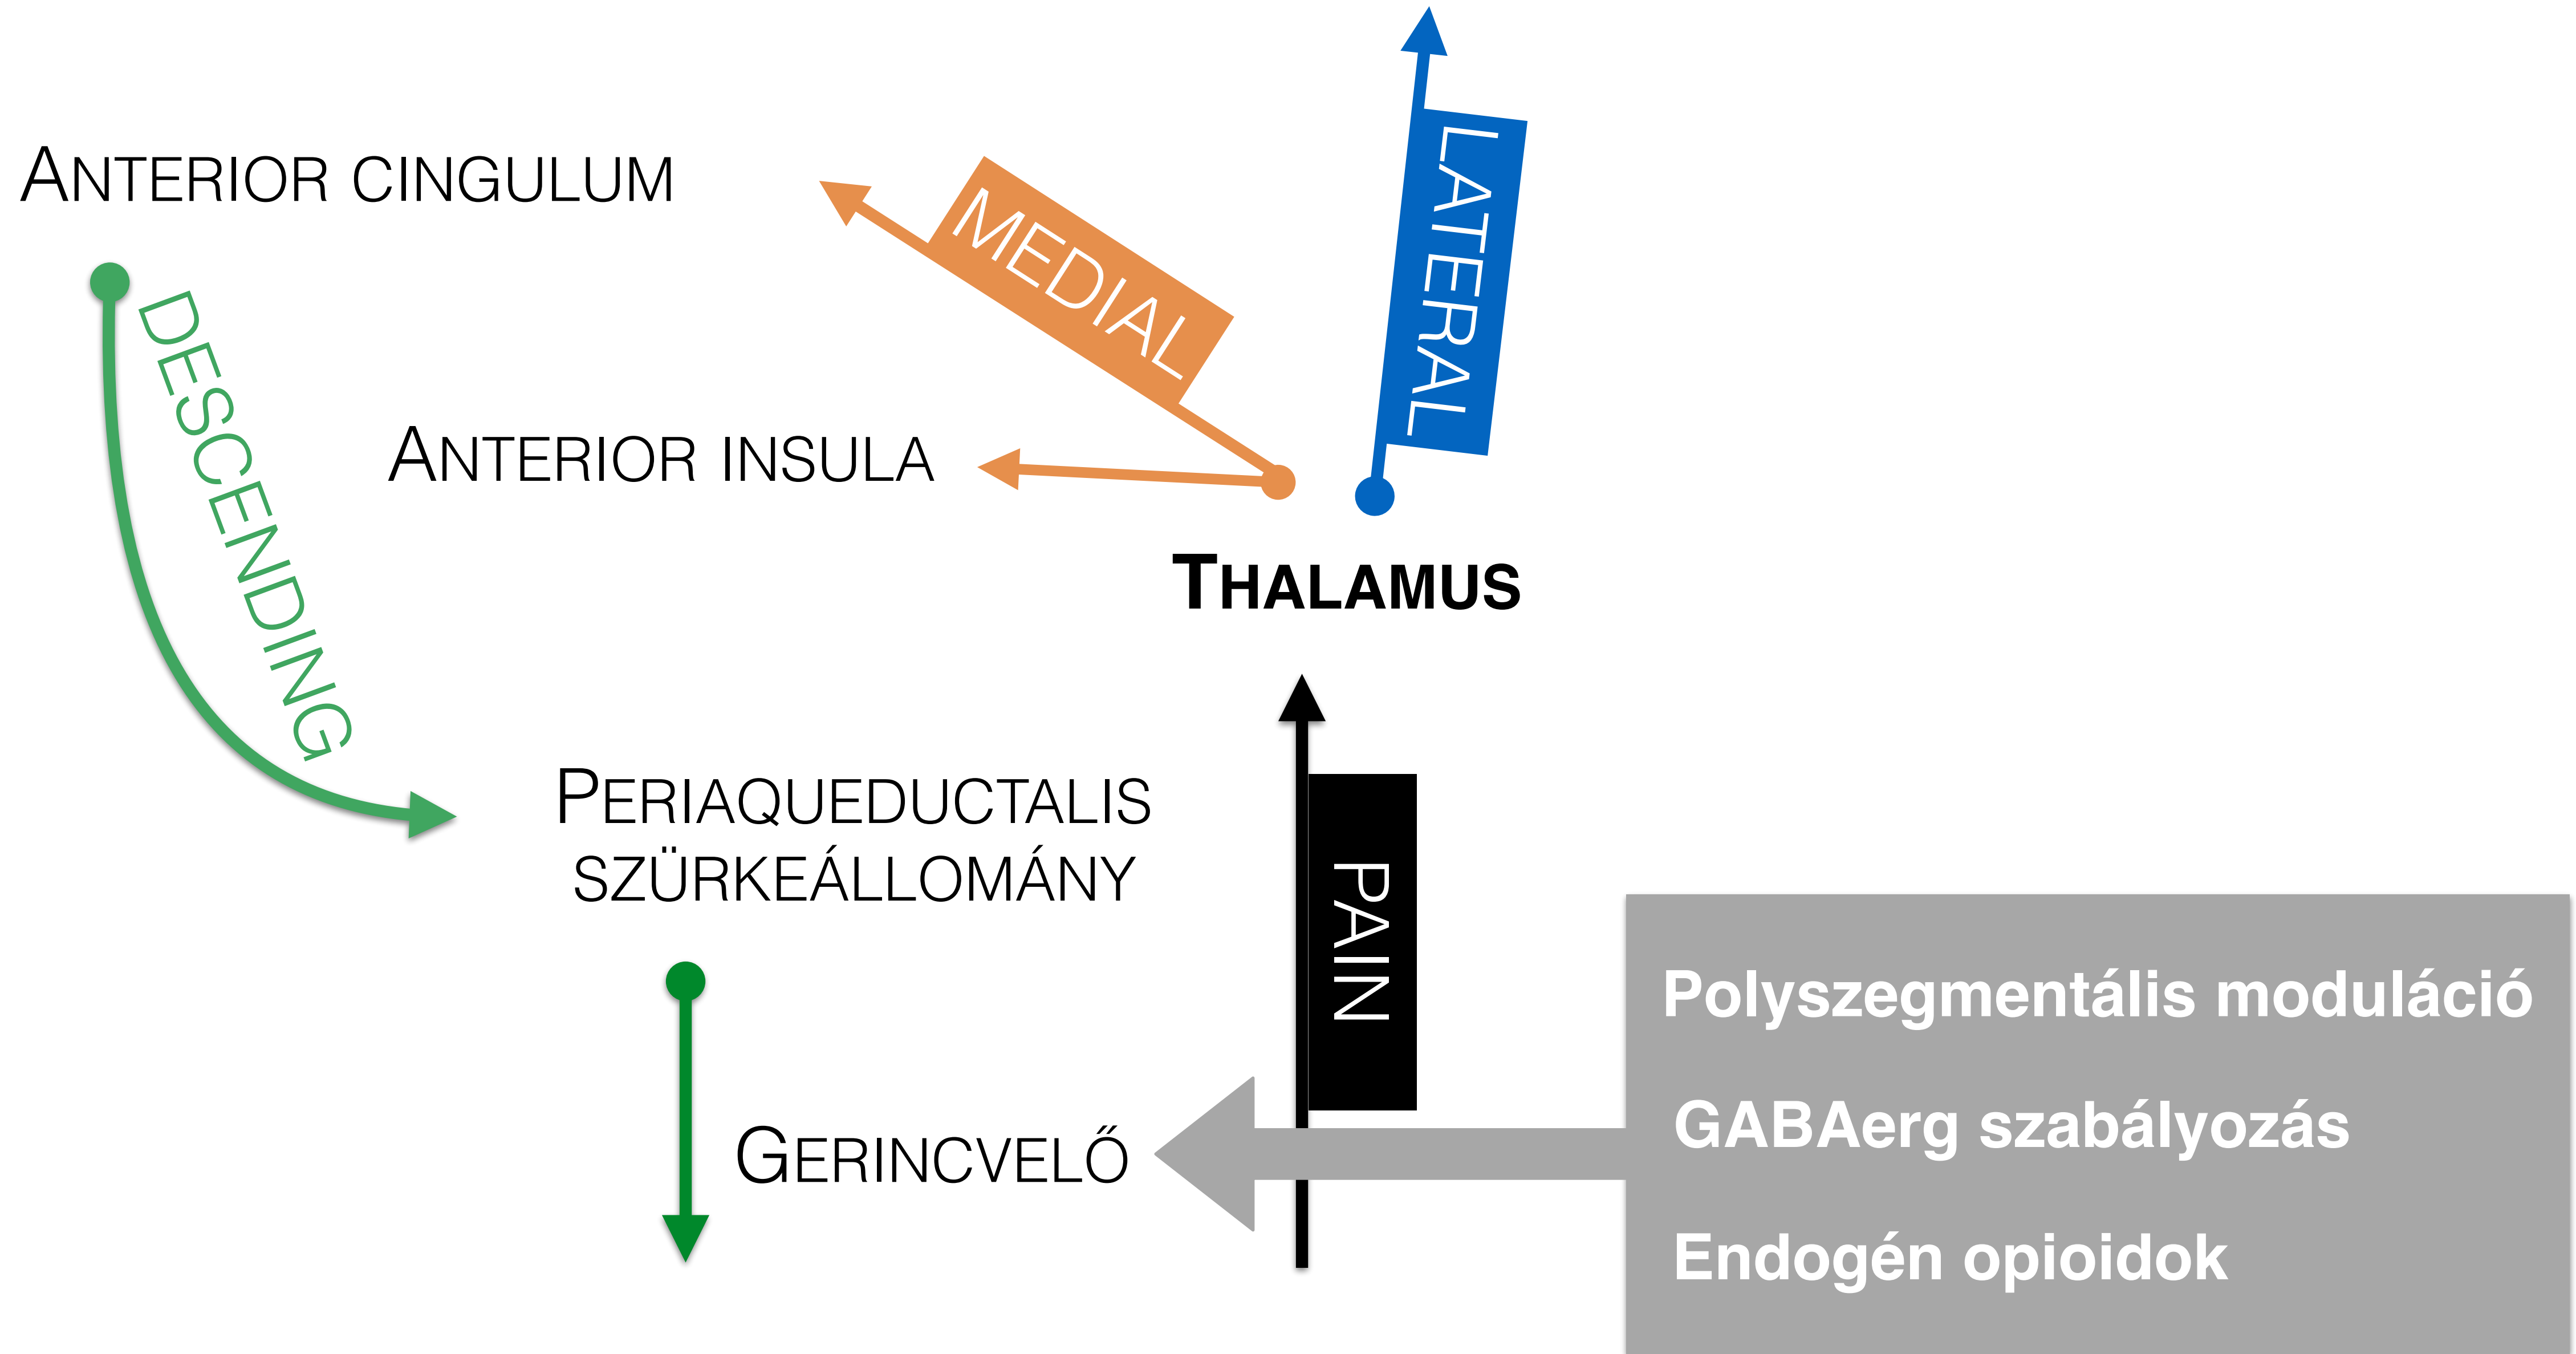 LATERAL
ANTERIOR CINGULUM
MEDIAL
DESCENDING
ANTERIOR INSULA
THALAMUS
PERIAQUEDUCTALIS
SZÜRKEÁLLOMÁNY
PAIN
GERINCVELŐ
Polyszegmentális moduláció
GABAerg szabályozás
Endogén opioidok